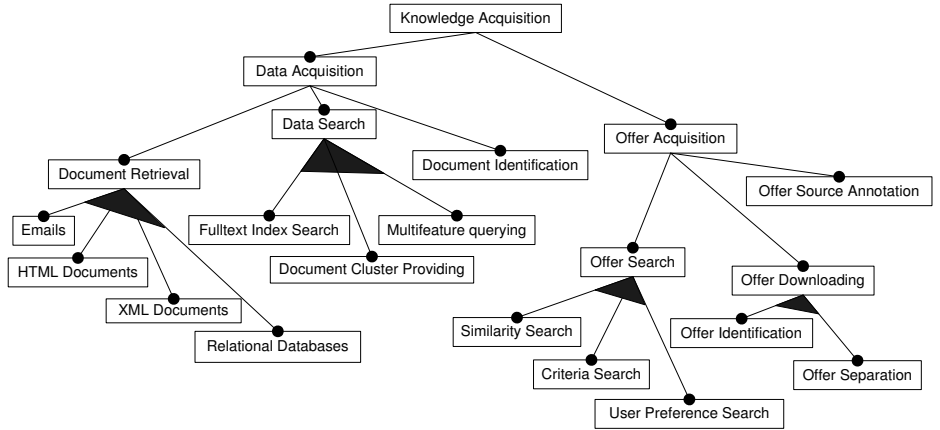 Knowledge Acquisition
Data Acquisition
Data Search
Offer Acquisition
Document Retrieval
Document Identification
Offer Source Annotation
Emails
Fulltext Index Search
Multifeature querying
HTML Documents
Document Cluster Providing
Offer Search
Offer Downloading
XML Documents
Similarity Search
Offer Identification
Relational Databases
Criteria Search
Offer Separation
User Preference Search